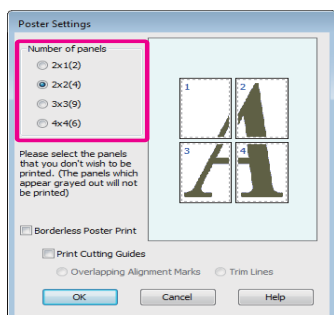 Poster Settings
Number of panels
2x1(2)
2x2(4)
3x3(9)
4x4(6)
1
2
3
4
Please select the panels
that you don't wish to be
printed. (The panels which
appear grayed out will not
be printed)
Borderless Poster Print
Print Cutting Guides
Overlapping Alignment Marks
Trim Lines
OK
Cancel
Help